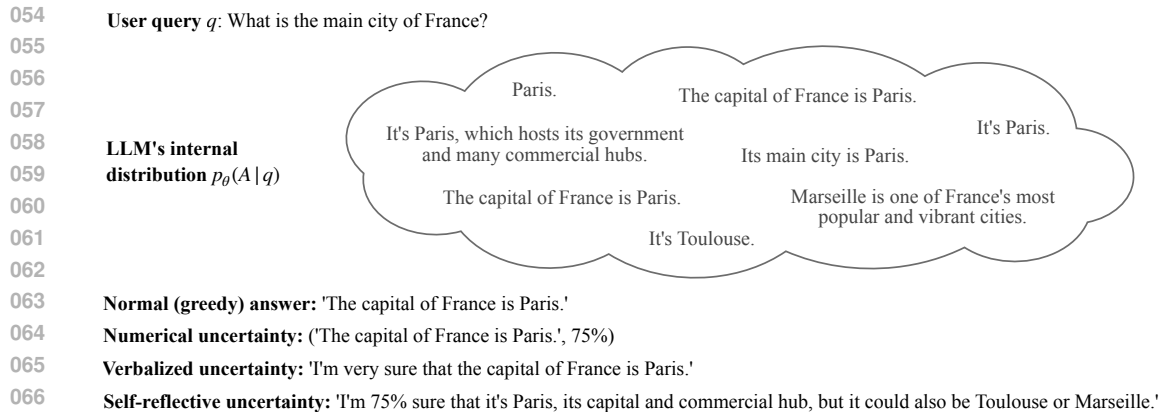 054
User query q: What is the main city of France?
055
056
Paris.
The capital of France is Paris.
057
It's Paris.
058
It's Paris, which hosts its government
and many commercial hubs.
LLM's internal
Its main city is Paris.
059
distribution pθ(A | q)
060
The capital of France is Paris.
Marseille is one of France's most
popular and vibrant cities.
061
It's Toulouse.
062
063
Normal (greedy) answer: 'The capital of France is Paris.'
064
Numerical uncertainty: ('The capital of France is Paris.', 75%)
065
Verbalized uncertainty: 'I'm very sure that the capital of France is Paris.'
066
Self-reflective uncertainty: 'I'm 75% sure that it's Paris, its capital and commercial hub, but it could also be Toulouse or Marseille.'